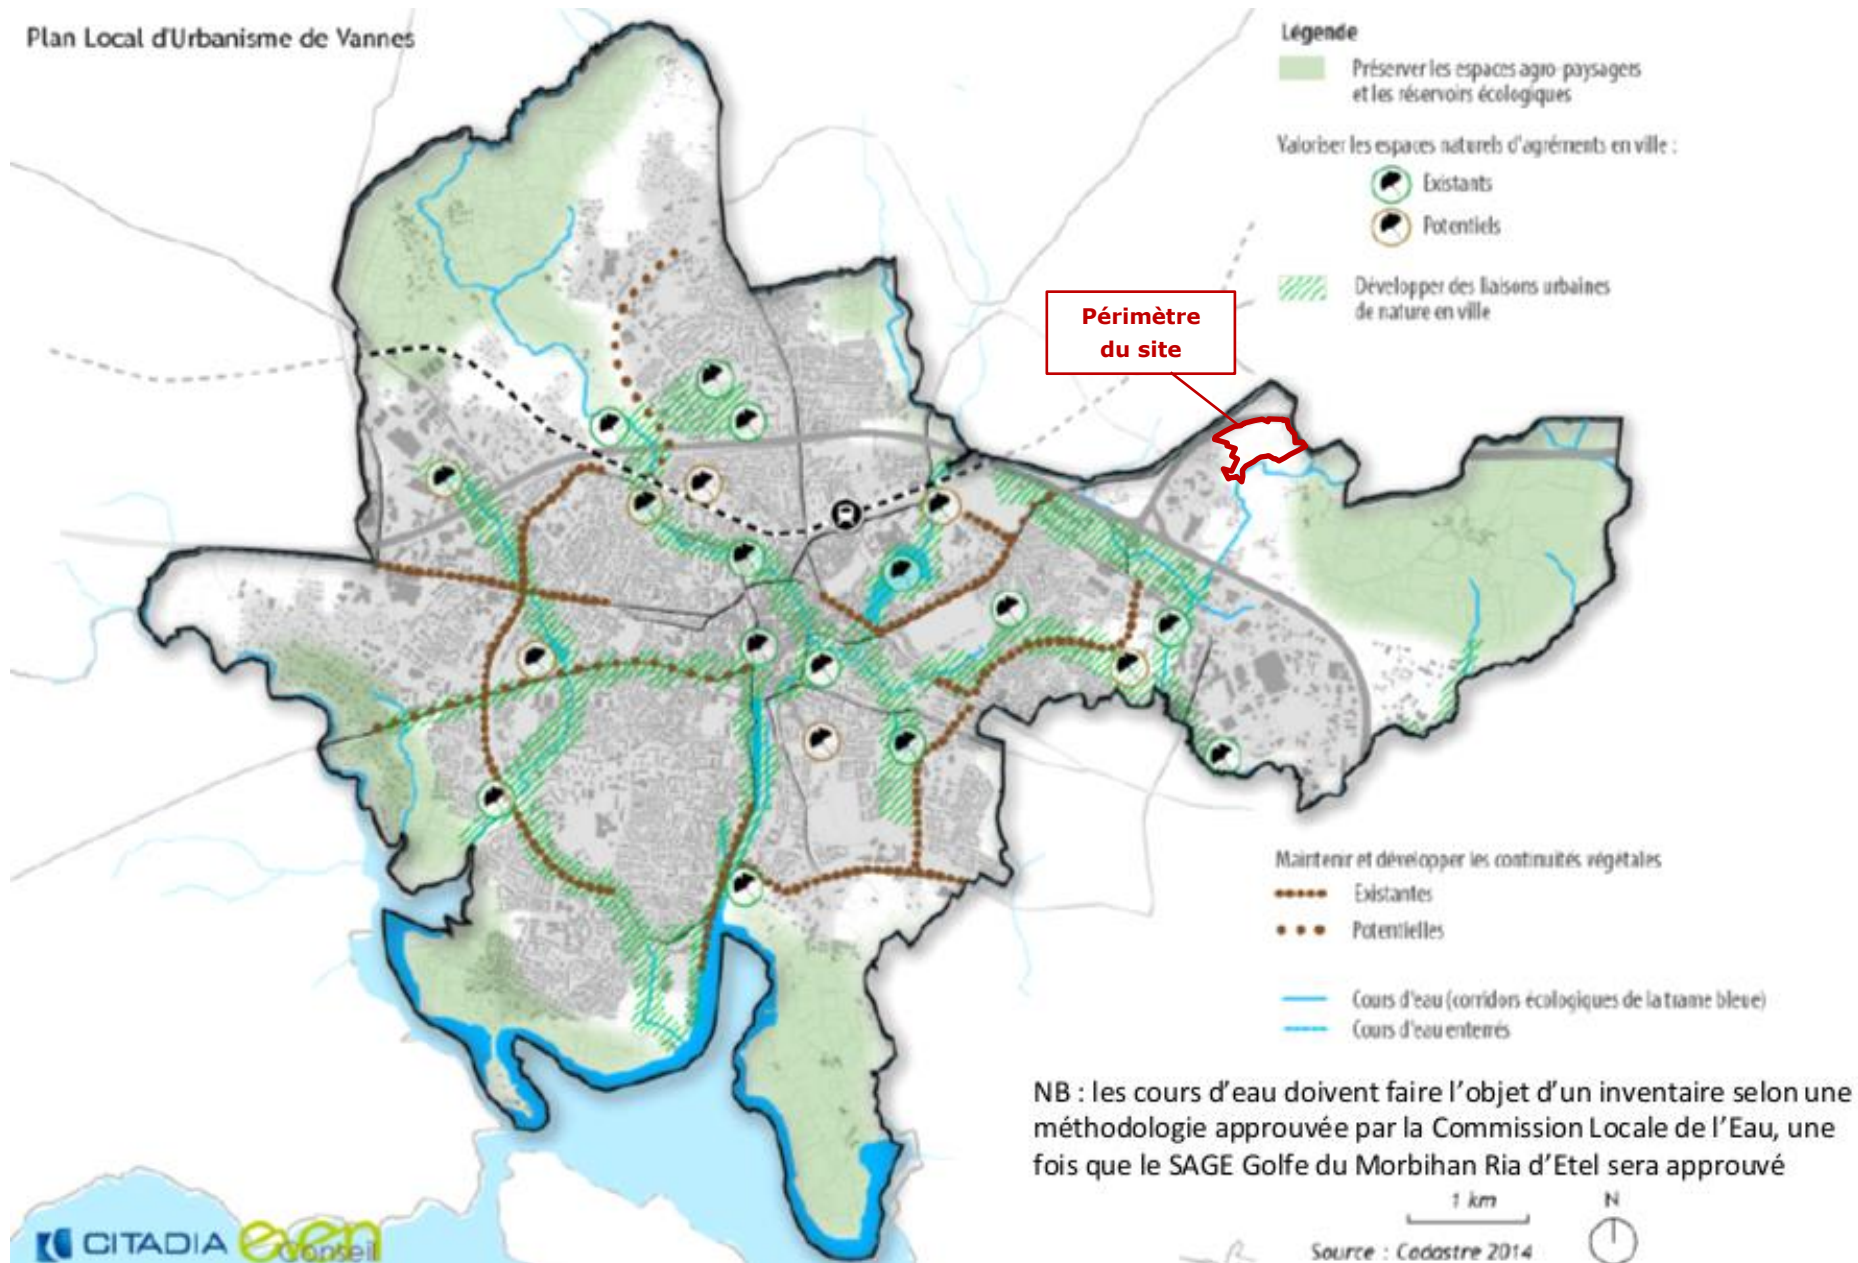 Plan Local d'Urbanisme de Vannes
Légende
Préserver les espaces agro-paysagers
et les réservoirs écologiques
Valoriser les espaces naturels d'agréments en ville :
Existants
Potentiels
Développer des liaisons urbaines
de nature en ville
Périmètre
du site
Maintenir et développer les continuités végétales
Existantes
Potentielles
Cours d'eau (corridors écologiques de la trame bleue)
Cours d'eau enterrés
NB : les cours d'eau doivent faire l'objet d'un inventaire selon une
méthodologie approuvée par la Commission Locale de l'Eau, une
fois que le SAGE Golfe du Morbihan Ria d'Etel sera approuvé
1 km
N
Source : Cadastre 2014
CITADIA
even
Conseil